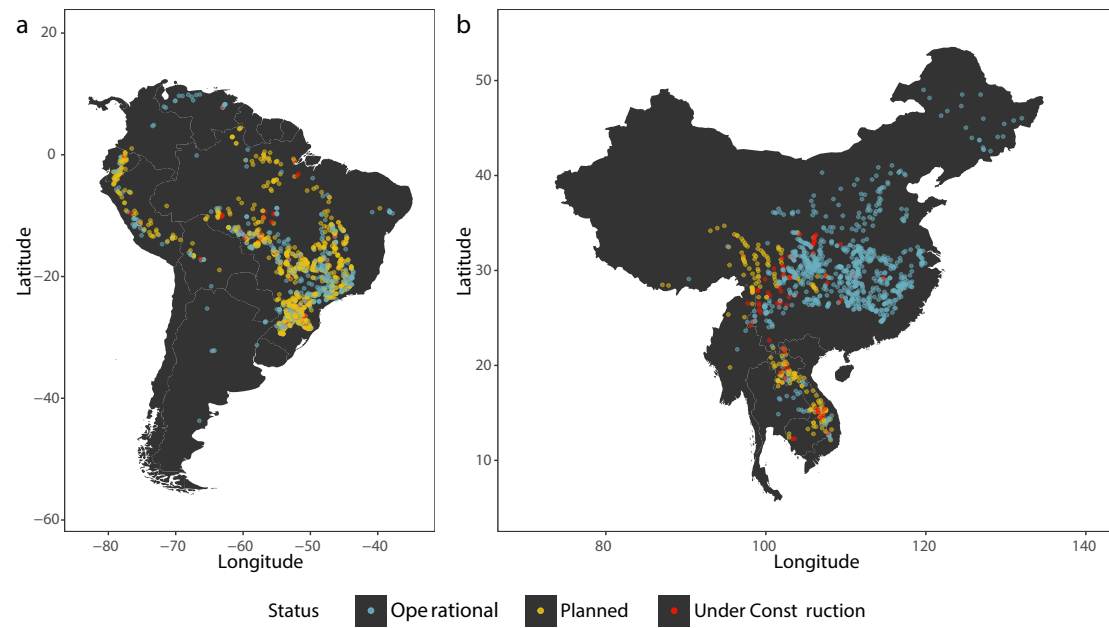 a
b
20
0
−20
−40
−60
Latitude
−80 −70 −60 −50 −40
Longitude
50
40
30
20
10
Latitude
80 100 120 140
Longitude
Status Ope rational Planned Under Const ruction